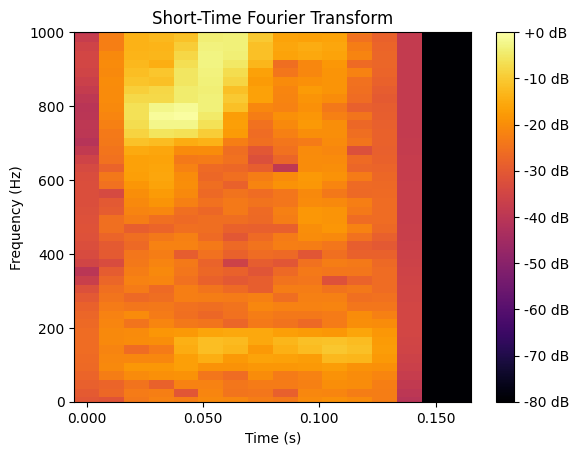 Short-Time Fourier Transform
1000
800
600
400
200
0
Frequency (Hz)
0.000
0.050
0.100
0.150
Time (s)
+0 dB
-10 dB
-20 dB
-30 dB
-40 dB
-50 dB
-60 dB
-70 dB
-80 dB